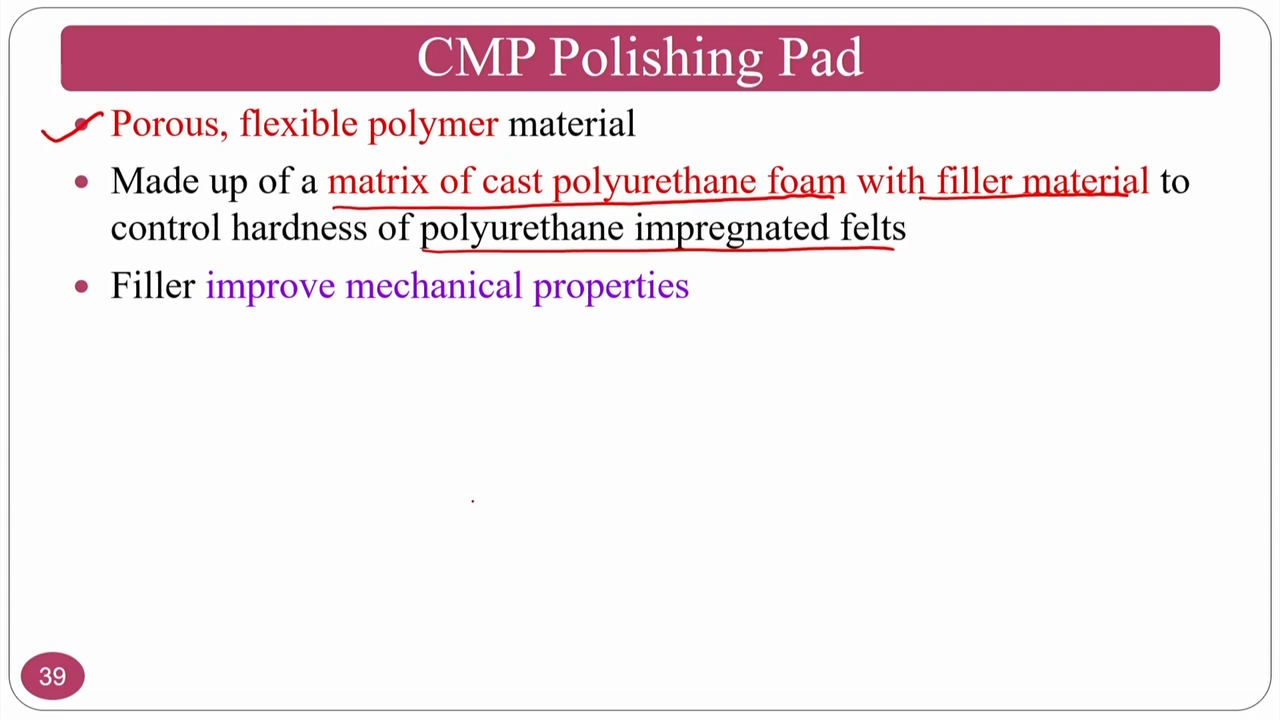 CMP Polishing Pad
Porous, flexible polymer material
Made up of a matrix of cast polyurethane foam with filler material to
control hardness of polyurethane impregnated felts
Filler improve mechanical properties
39